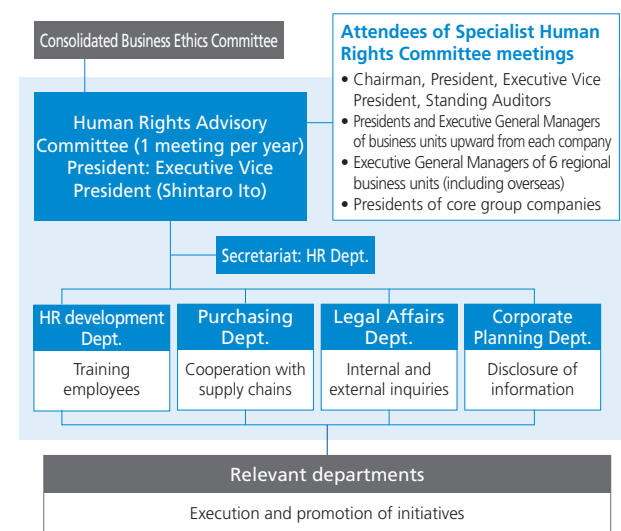 Consolidated Business Ethics Committee
Attendees of Specialist Human
Rights Committee meetings
• Chairman, President, Executive Vice
President, Standing Auditors
• Presidents and Executive General Managers
of business units upward from each company
• Executive General Managers of 6 regional
business units (including overseas)
• Presidents of core group companies
Human Rights Advisory
Committee (1 meeting per year)
President: Executive Vice
President (Shintaro Ito)
Secretariat: HR Dept.
HR development
Dept.
Training
employees
Purchasing
Dept.
Cooperation with
supply chains
Legal Affairs
Dept.
Internal and
external inquiries
Corporate
Planning Dept.
Disclosure of
information
Relevant departments
Execution and promotion of initiatives